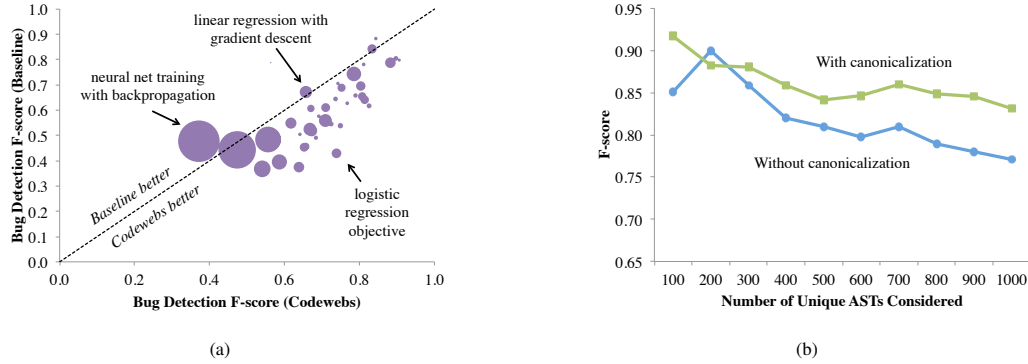 Bug Detection F-score (Baseline)
1.0
0.9
0.8
0.7
0.6
0.5
0.4
0.3
0.2
0.1
0.0
linear regression with
gradient descent
neural net training
with backpropagation
Baseline better
Codewebs better
logistic
regression
objective
0.0
0.2
0.4
0.6
0.8
1.0
Bug Detection F-score (Codewebs)
(a)
F-score
0.95
0.90
0.85
0.80
0.75
0.70
0.65
With canonicalization
Without canonicalization
100 200 300 400 500 600 700 800 900 1000
Number of Unique ASTs Considered
(b)